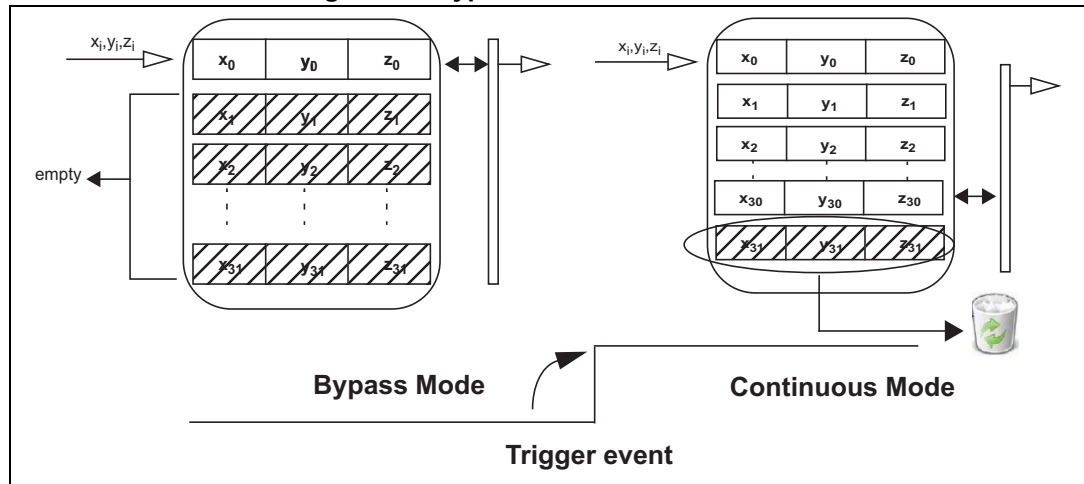 xᵢ,yᵢ,zᵢ
x₀ y₀ z₀
x₁ y₁ z₁
x₂ y₂ z₂
x₃₁ y₃₁ z₃₁
empty
xᵢ,yᵢ,zᵢ
x₀ y₀ z₀
x₁ y₁ z₁
x₂ y₂ z₂
x₃₀ y₃₀ z₃₀
x₃₁ y₃₁ z₃₁
Bypass Mode
Continuous Mode
Trigger event